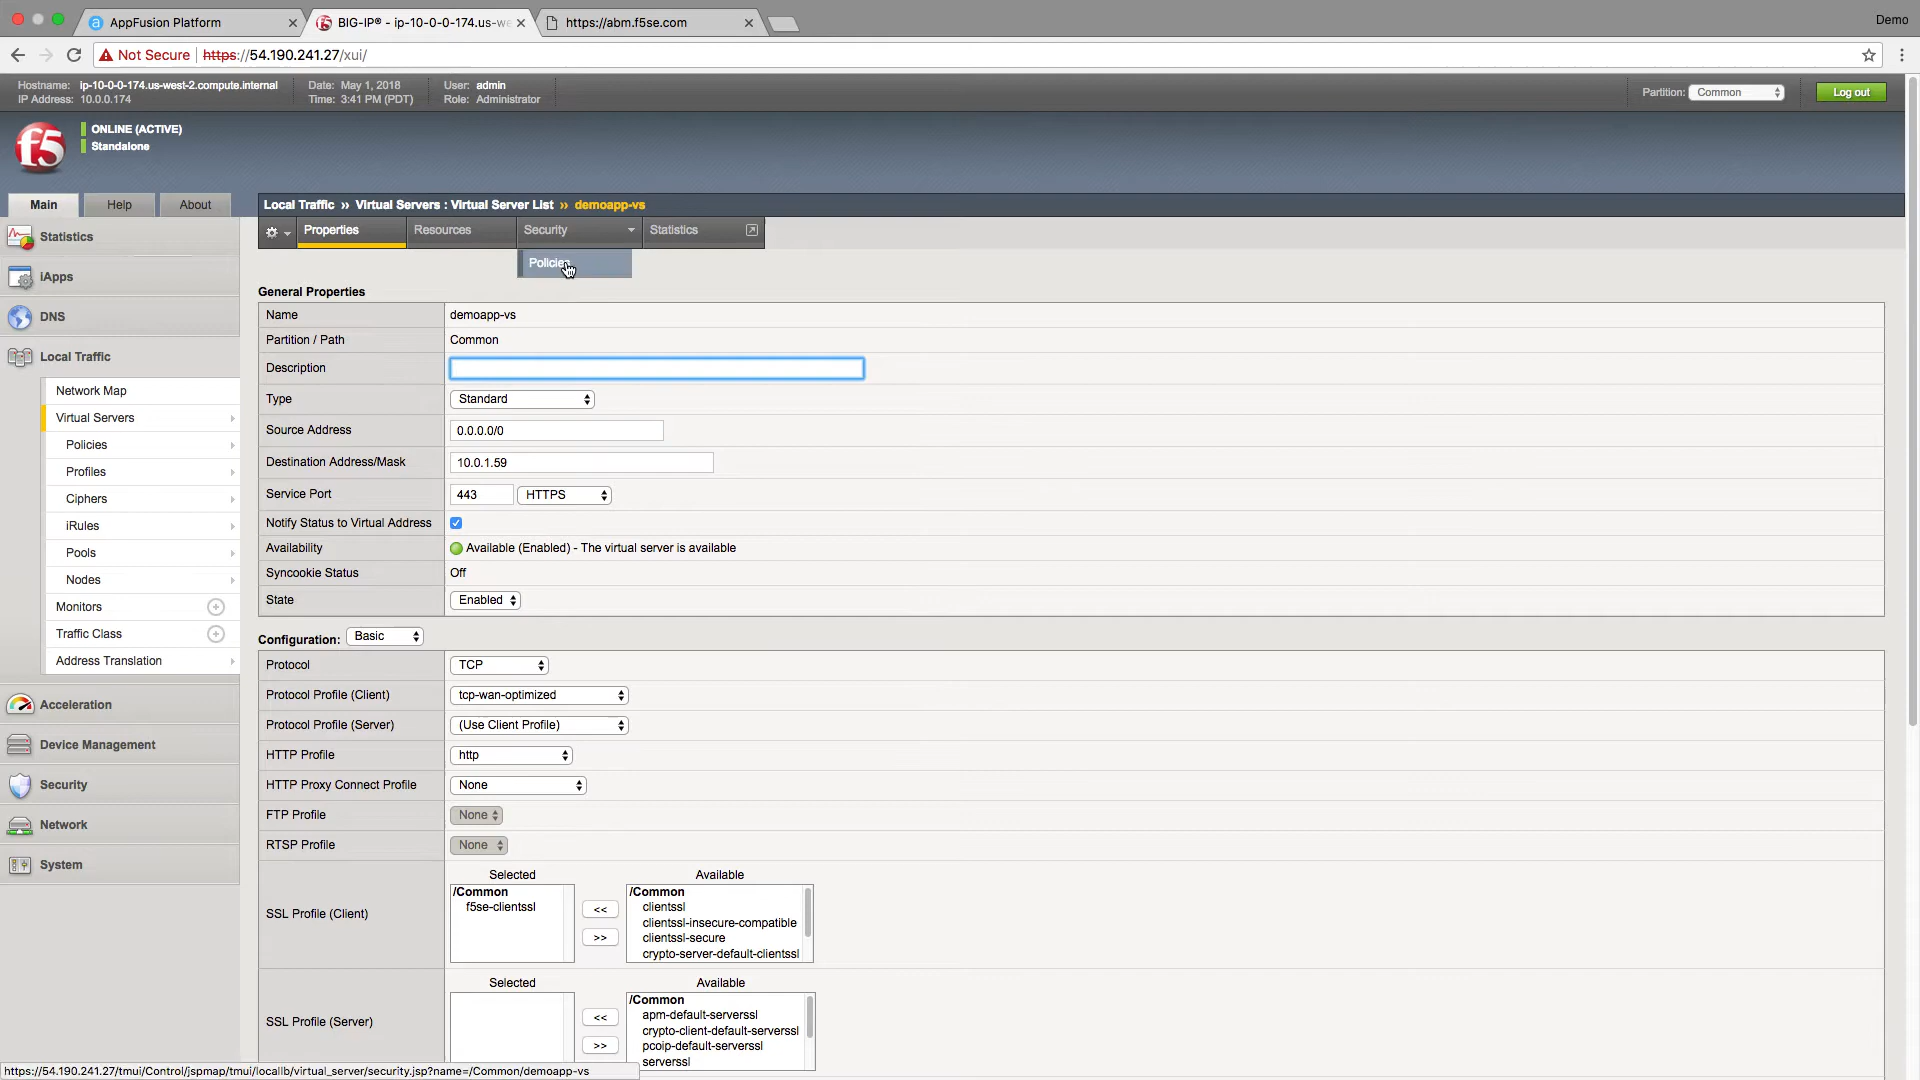 AppFusion Platform
BIG-IP® - ip-10-0-0-174.us-we
https://abm.f5se.com
Demo
Not Secure
https://54.190.241.27/xui/
Hostname: ip-10-0-0-174.us-west-2.compute.internal
IP Address: 10.0.0.174
Date: May 1, 2018
Time: 3:41 PM (PDT)
User: admin
Role: Administrator
Partition: Common
Log out
f5
ONLINE (ACTIVE)
Standalone
Main
Help
About
Local Traffic » Virtual Servers : Virtual Server List » demoapp-vs
Statistics
iApps
DNS
Local Traffic
Network Map
Virtual Servers
Policies
Profiles
Ciphers
iRules
Pools
Nodes
Monitors
Traffic Class
Address Translation
Acceleration
Device Management
Security
Network
System
Properties
Resources
Security
Statistics
Policies
General Properties
Name demoapp-vs
Partition / Path Common
Description
Type Standard
Source Address 0.0.0.0/0
Destination Address/Mask 10.0.1.59
Service Port 443 HTTPS
Notify Status to Virtual Address
Availability Available (Enabled) - The virtual server is available
Syncookie Status Off
State Enabled
Configuration: Basic
Protocol TCP
Protocol Profile (Client) tcp-wan-optimized
Protocol Profile (Server) (Use Client Profile)
HTTP Profile http
HTTP Proxy Connect Profile None
FTP Profile None
RTSP Profile None
SSL Profile (Client)
Selected
/Common
f5se-clientssl
<<
>>
Available
/Common
clientssl
clientssl-insecure-compatible
clientssl-secure
crypto-server-default-clientssl
SSL Profile (Server)
Selected
<<
>>
Available
/Common
apm-default-serverssl
crypto-client-default-serverssl
pcoip-default-serverssl
serverssl
https://54.190.241.27/tmui/Control/jspmap/tmui/locallb/virtual_server/security.jsp?name=/Common/demoapp-vs